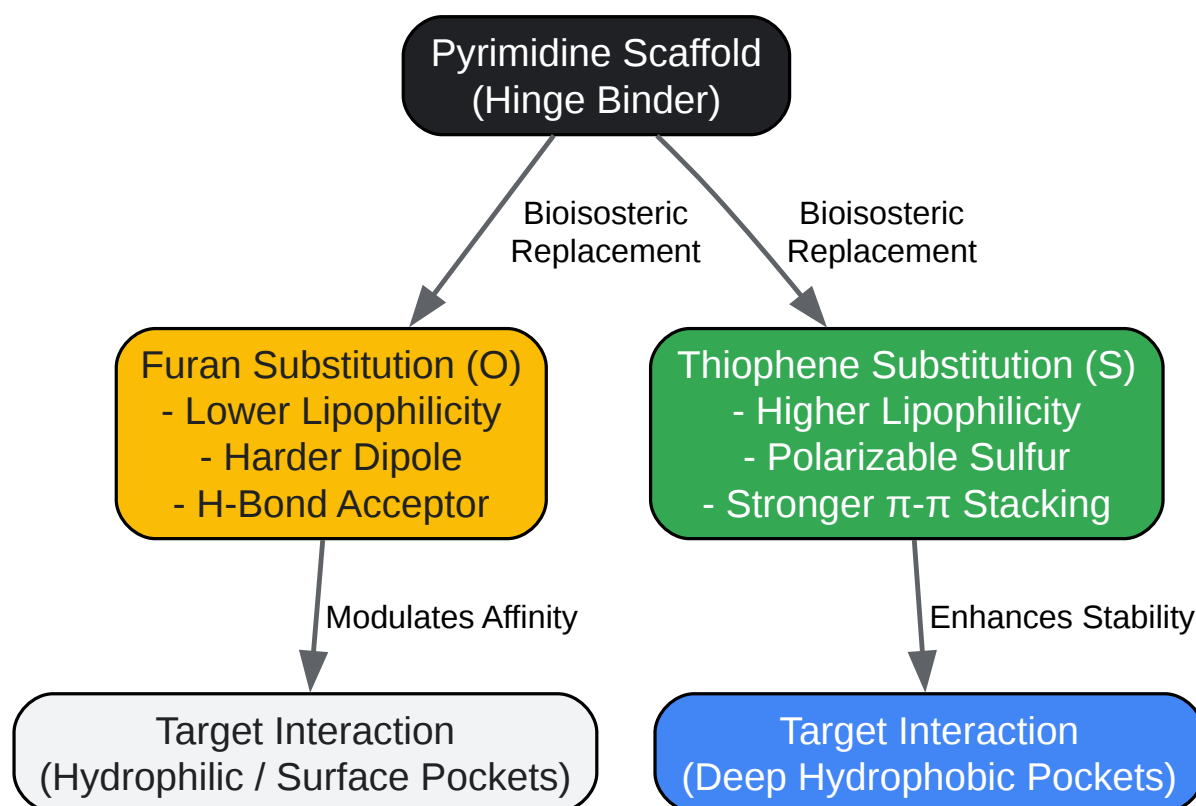 Pyrimidine Scaffold
(Hinge Binder)
Bioisosteric
Replacement
Bioisosteric
Replacement
Furan Substitution (O)
- Lower Lipophilicity
- Harder Dipole
- H-Bond Acceptor
Thiophene Substitution (S)
- Higher Lipophilicity
- Polarizable Sulfur
- Stronger π-π Stacking
Modulates Affinity
Enhances Stability
Target Interaction
(Hydrophilic / Surface Pockets)
Target Interaction
(Deep Hydrophobic Pockets)